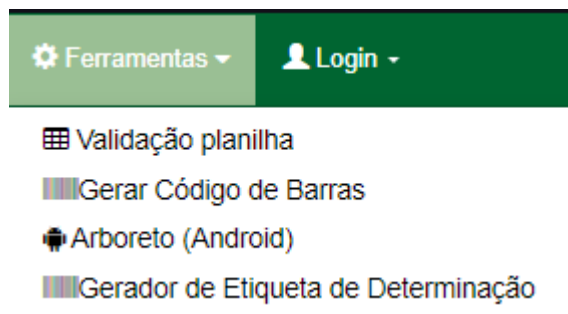 Ferramentas Login
Validação planilha
Gerar Código de Barras
Arboreto (Android)
Gerador de Etiqueta de Determinação